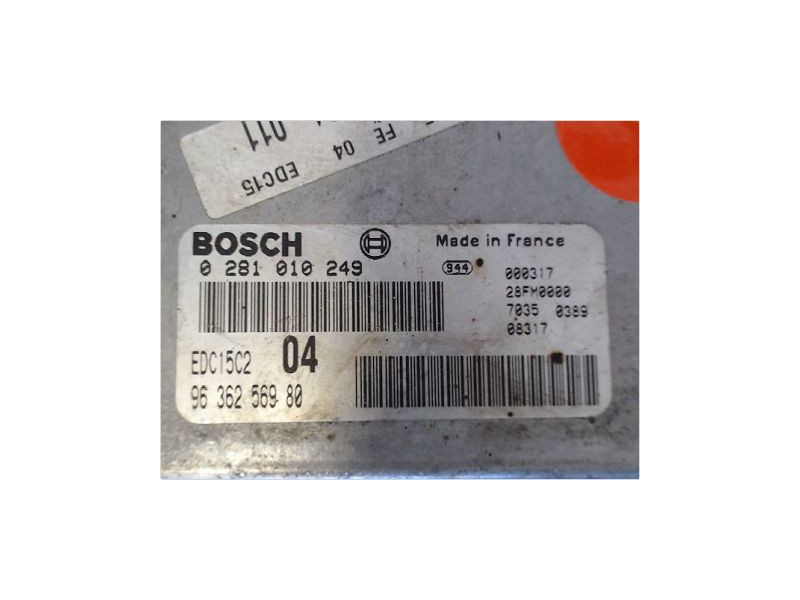 011
FE 04
EDC15
BOSCH Made in France
0 281 010 249 944 000317
28FM0000
7035 0389
08317
EDC15C2 04
96 362 569 80